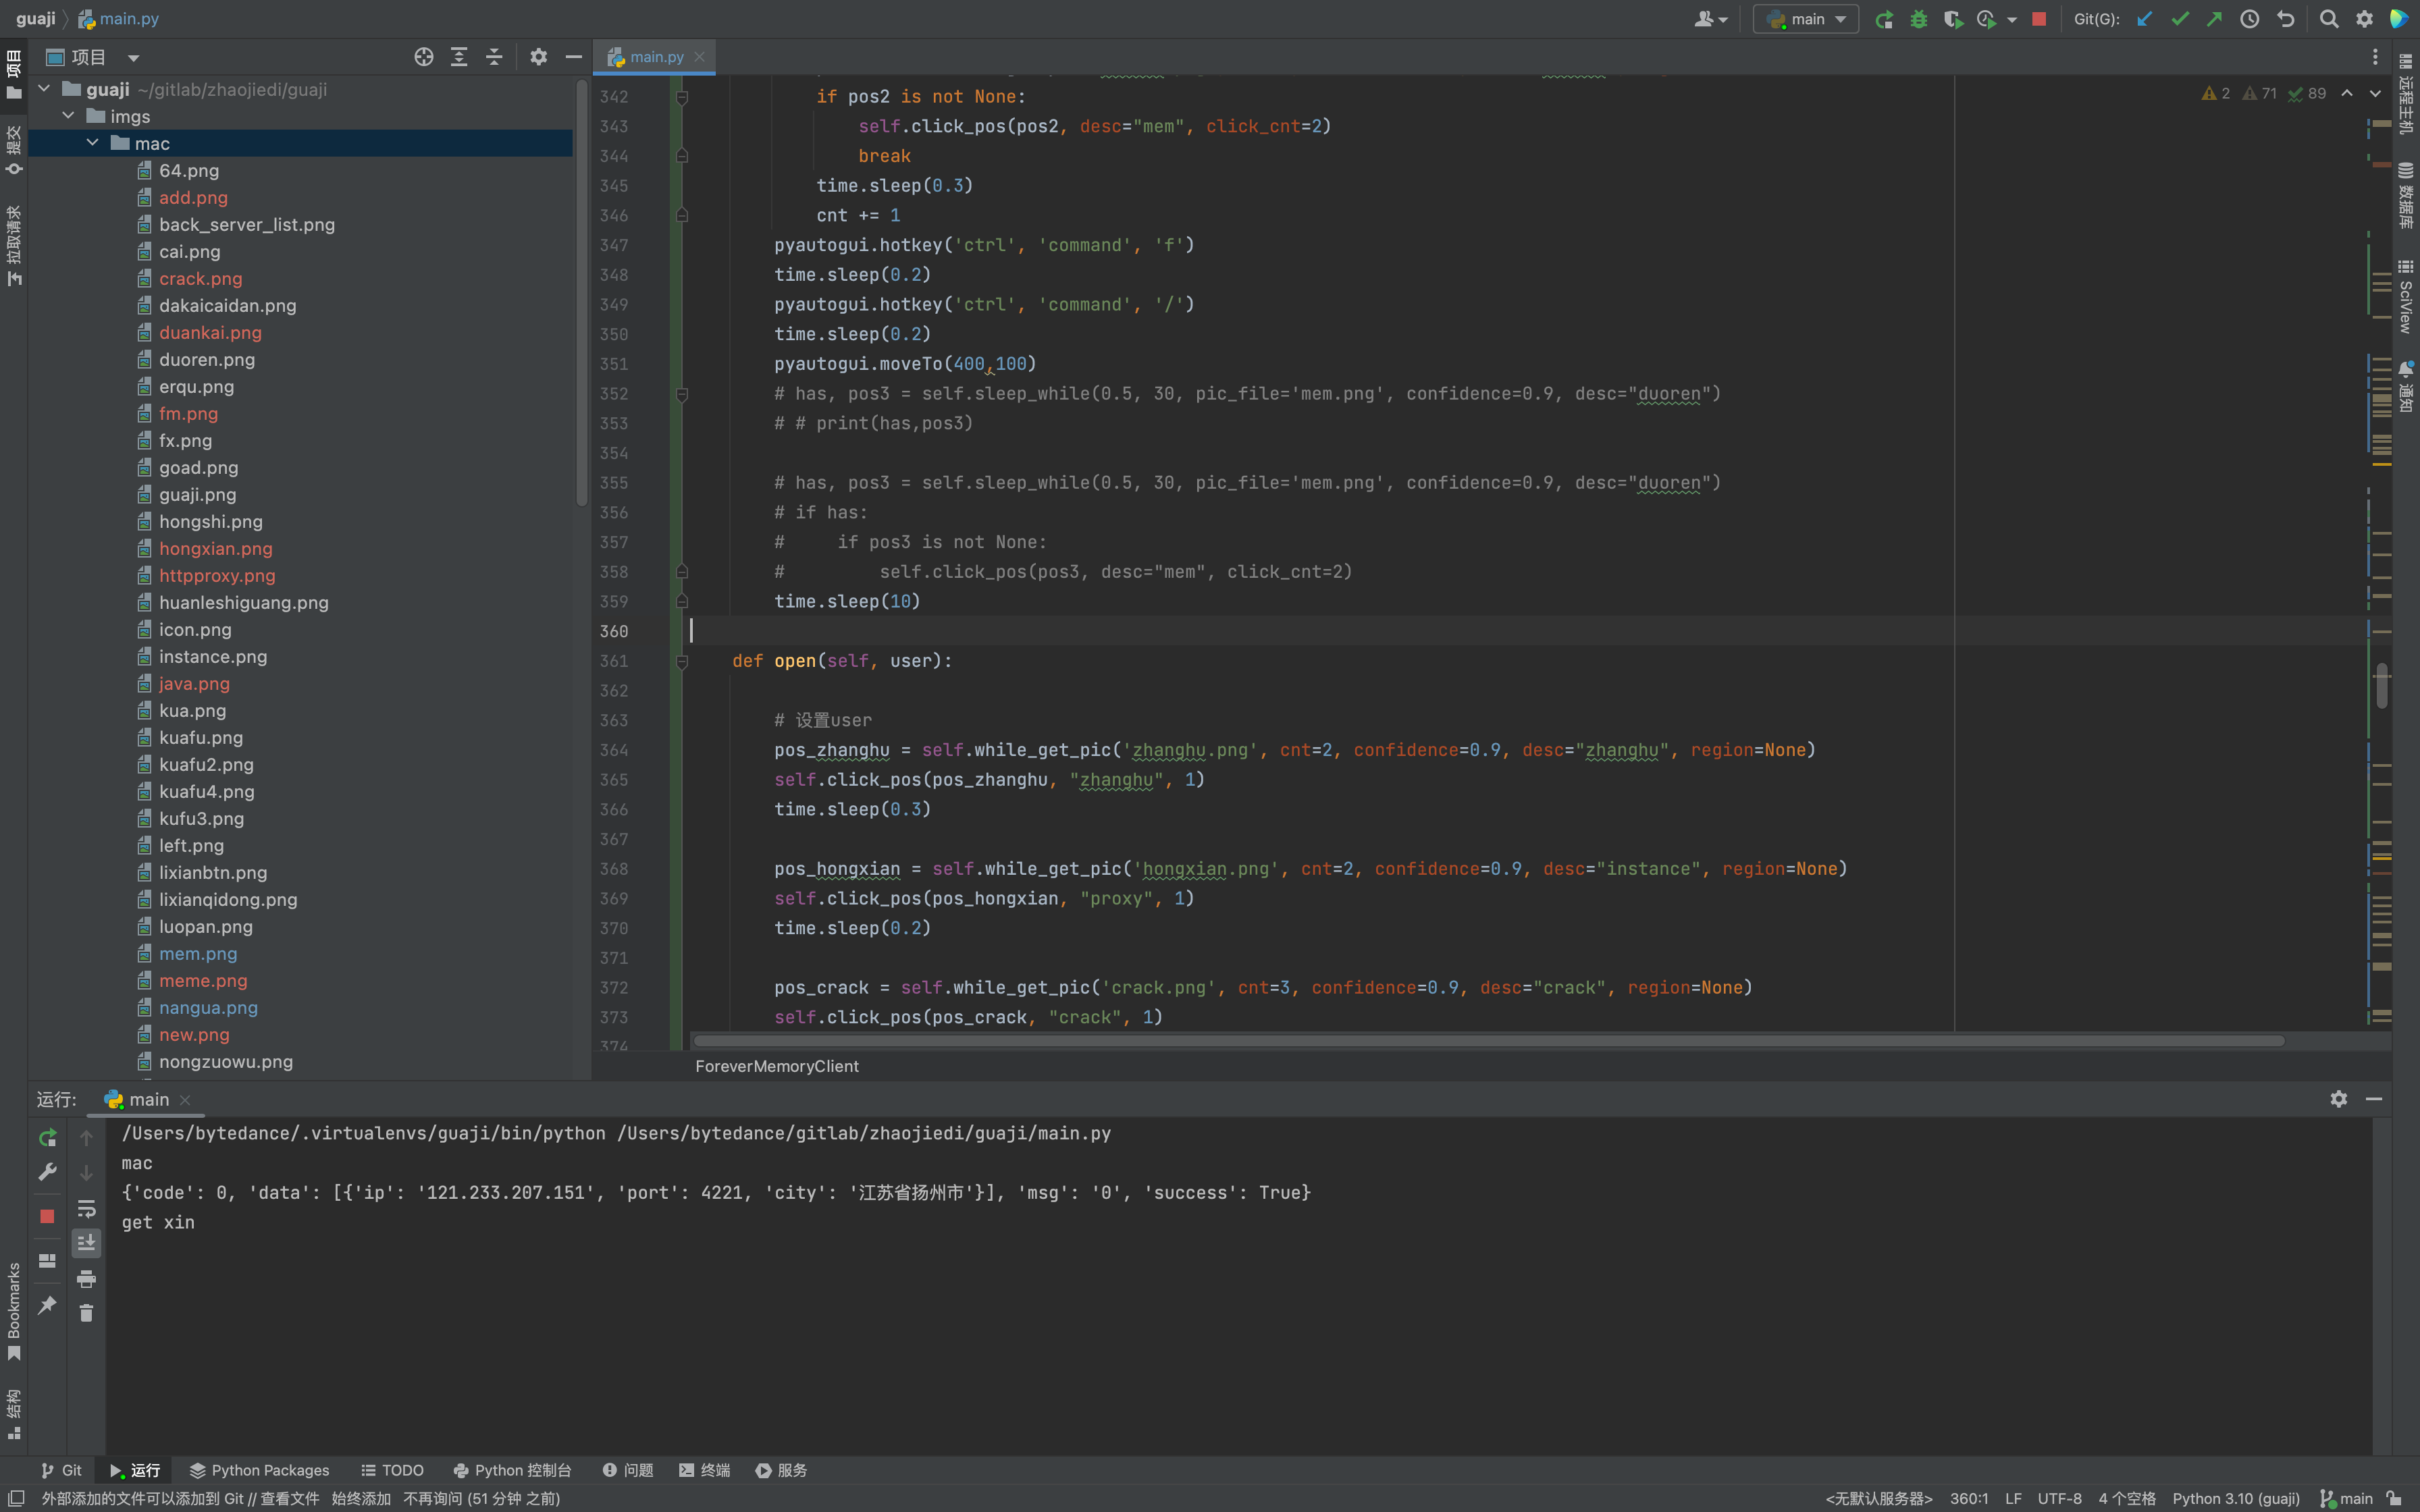 guaji
main.py
main
Git(G):
项目
main.py
项目
提交
拉取请求
Bookmarks
结构
guaji ~/gitlab/zhaojiedi/guaji
imgs
mac
64.png
add.png
back_server_list.png
cai.png
crack.png
dakaicaidan.png
duankai.png
duoren.png
erqu.png
fm.png
fx.png
goad.png
guaji.png
hongshi.png
hongxian.png
httpproxy.png
huanleshiguang.png
icon.png
instance.png
java.png
kua.png
kuafu.png
kuafu2.png
kuafu4.png
kufu3.png
left.png
lixianbtn.png
lixianqidong.png
luopan.png
mem.png
meme.png
nangua.png
new.png
nongzuowu.png
2 71 89
342 if pos2 is not None:
343 self.click_pos(pos2, desc="mem", click_cnt=2)
344 break
345 time.sleep(0.3)
346 cnt += 1
347 pyautogui.hotkey('ctrl', 'command', 'f')
348 time.sleep(0.2)
349 pyautogui.hotkey('ctrl', 'command', '/')
350 time.sleep(0.2)
351 pyautogui.moveTo(400,100)
352 # has, pos3 = self.sleep_while(0.5, 30, pic_file='mem.png', confidence=0.9, desc="duoren")
353 # # print(has,pos3)
354
355 # has, pos3 = self.sleep_while(0.5, 30, pic_file='mem.png', confidence=0.9, desc="duoren")
356 # if has:
357 #     if pos3 is not None:
358 #         self.click_pos(pos3, desc="mem", click_cnt=2)
359 time.sleep(10)
360
361 def open(self, user):
362
363 # 设置user
364 pos_zhanghu = self.while_get_pic('zhanghu.png', cnt=2, confidence=0.9, desc="zhanghu", region=None)
365 self.click_pos(pos_zhanghu, "zhanghu", 1)
366 time.sleep(0.3)
367
368 pos_hongxian = self.while_get_pic('hongxian.png', cnt=2, confidence=0.9, desc="instance", region=None)
369 self.click_pos(pos_hongxian, "proxy", 1)
370 time.sleep(0.2)
371
372 pos_crack = self.while_get_pic('crack.png', cnt=3, confidence=0.9, desc="crack", region=None)
373 self.click_pos(pos_crack, "crack", 1)
374
ForeverMemoryClient
远程主机
数据库
SciView
通知
运行:
main
/Users/bytedance/.virtualenvs/guaji/bin/python /Users/bytedance/gitlab/zhaojiedi/guaji/main.py
mac
{'code': 0, 'data': [{'ip': '121.233.207.151', 'port': 4221, 'city': '江苏省扬州市'}], 'msg': '0', 'success': True}
get xin
Git 运行 Python Packages TODO Python 控制台 问题 终端 服务
外部添加的文件可以添加到 Git // 查看文件 始终添加 不再询问 (51 分钟 之前)
<无默认服务器> 360:1 LF UTF-8 4 个空格 Python 3.10 (guaji) main